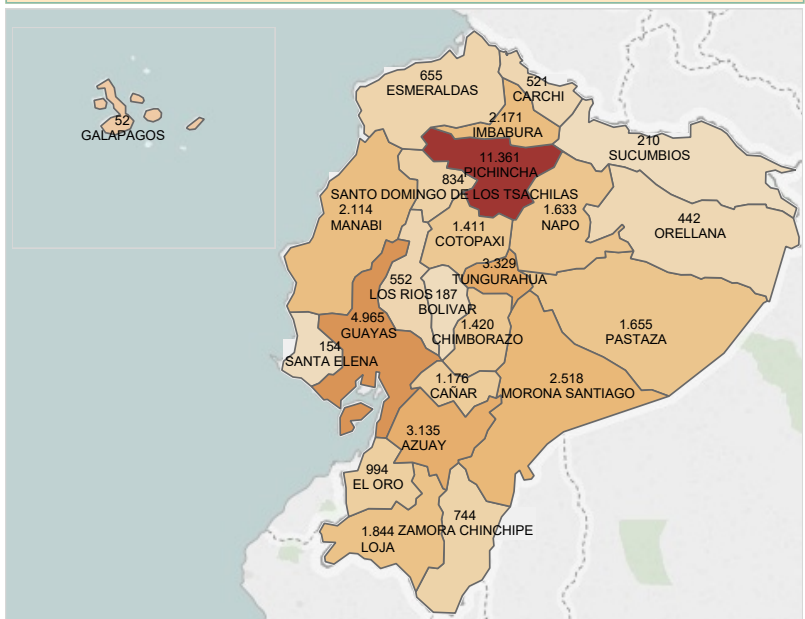 655
ESMERALDAS
521
CARCHI
52
GALAPAGOS
2.171
IMBABURA
210
SUCUMBIOS
11.361
PICHINCHA
834
SANTO DOMINGO DE LOS TSACHILAS
2.114
MANABI
1.633
NAPO
442
ORELLANA
1.411
COTOPAXI
3.329
TUNGURAHUA
552
LOS RIOS
187
BOLIVAR
4.965
GUAYAS
1.420
CHIMBORAZO
1.655
PASTAZA
154
SANTA ELENA
1.176
CAÑAR
2.518
MORONA SANTIAGO
3.135
AZUAY
994
EL ORO
744
ZAMORA CHINCHIPE
1.844
LOJA